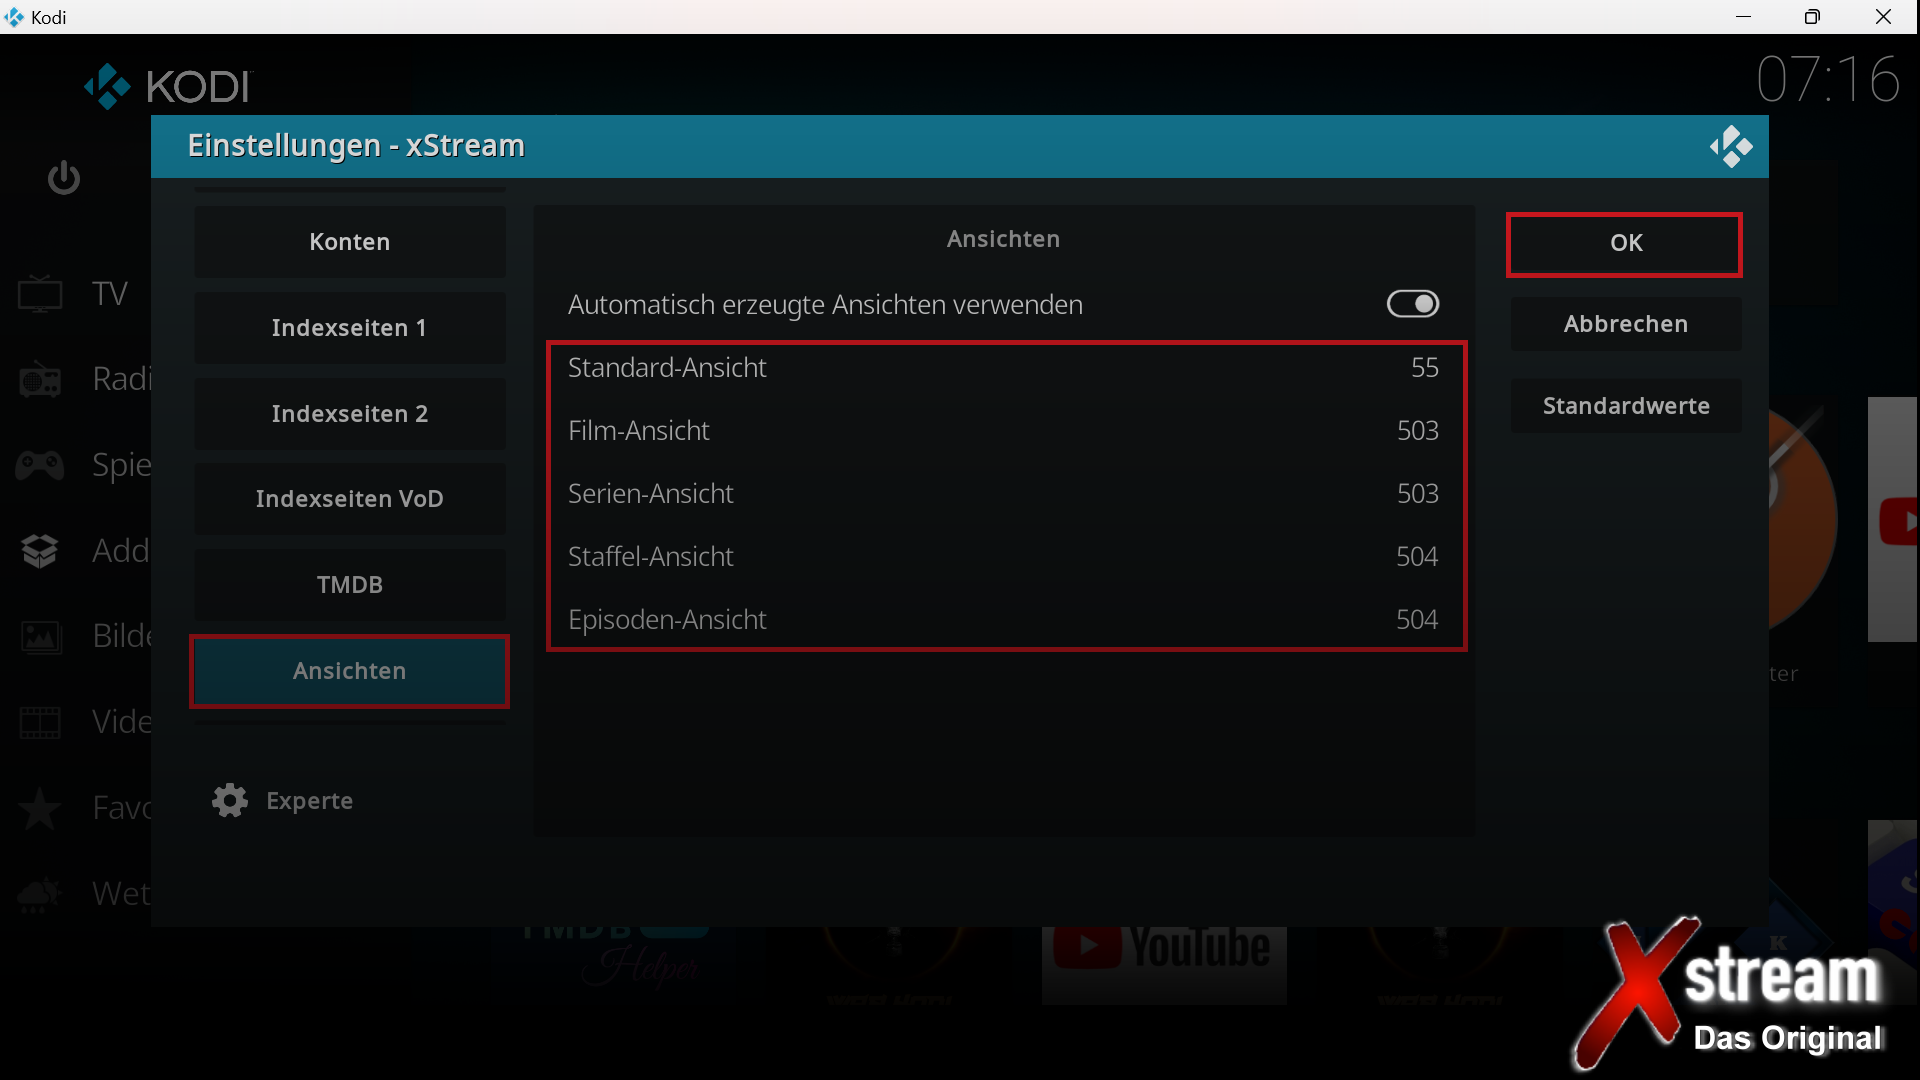 Kodi
KODI
07:16
Einstellungen - xStream
TV
Radi
Spie
Add
Bilde
Vide
Favo
Wet
Konten
Indexseiten 1
Indexseiten 2
Indexseiten VoD
TMDB
Ansichten
Experte
Ansichten
Automatisch erzeugte Ansichten verwenden
Standard-Ansicht 55
Film-Ansicht 503
Serien-Ansicht 503
Staffel-Ansicht 504
Episoden-Ansicht 504
OK
Abbrechen
Standardwerte
ter
TMDB
Helper
YouTube
K
Xstream
Das Original